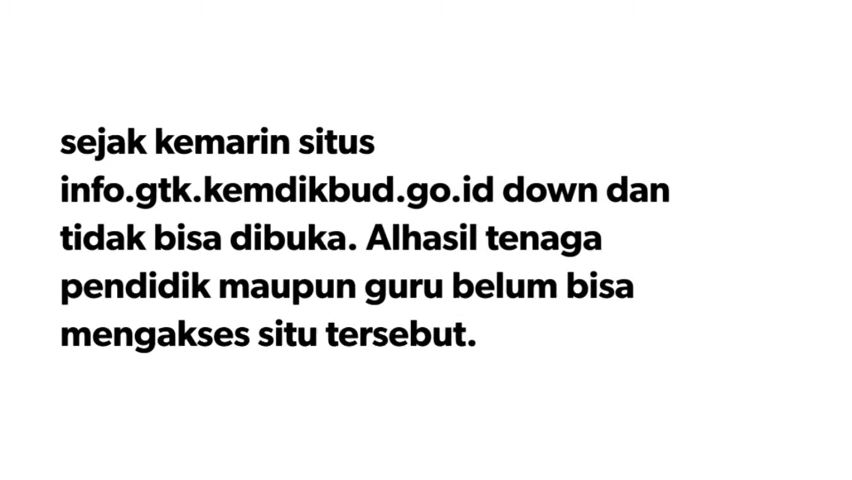 sejak kemarin situs
info.gtk.kemdikbud.go.id down dan
tidak bisa dibuka. Alhasil tenaga
pendidik maupun guru belum bisa
mengakses situ tersebut.